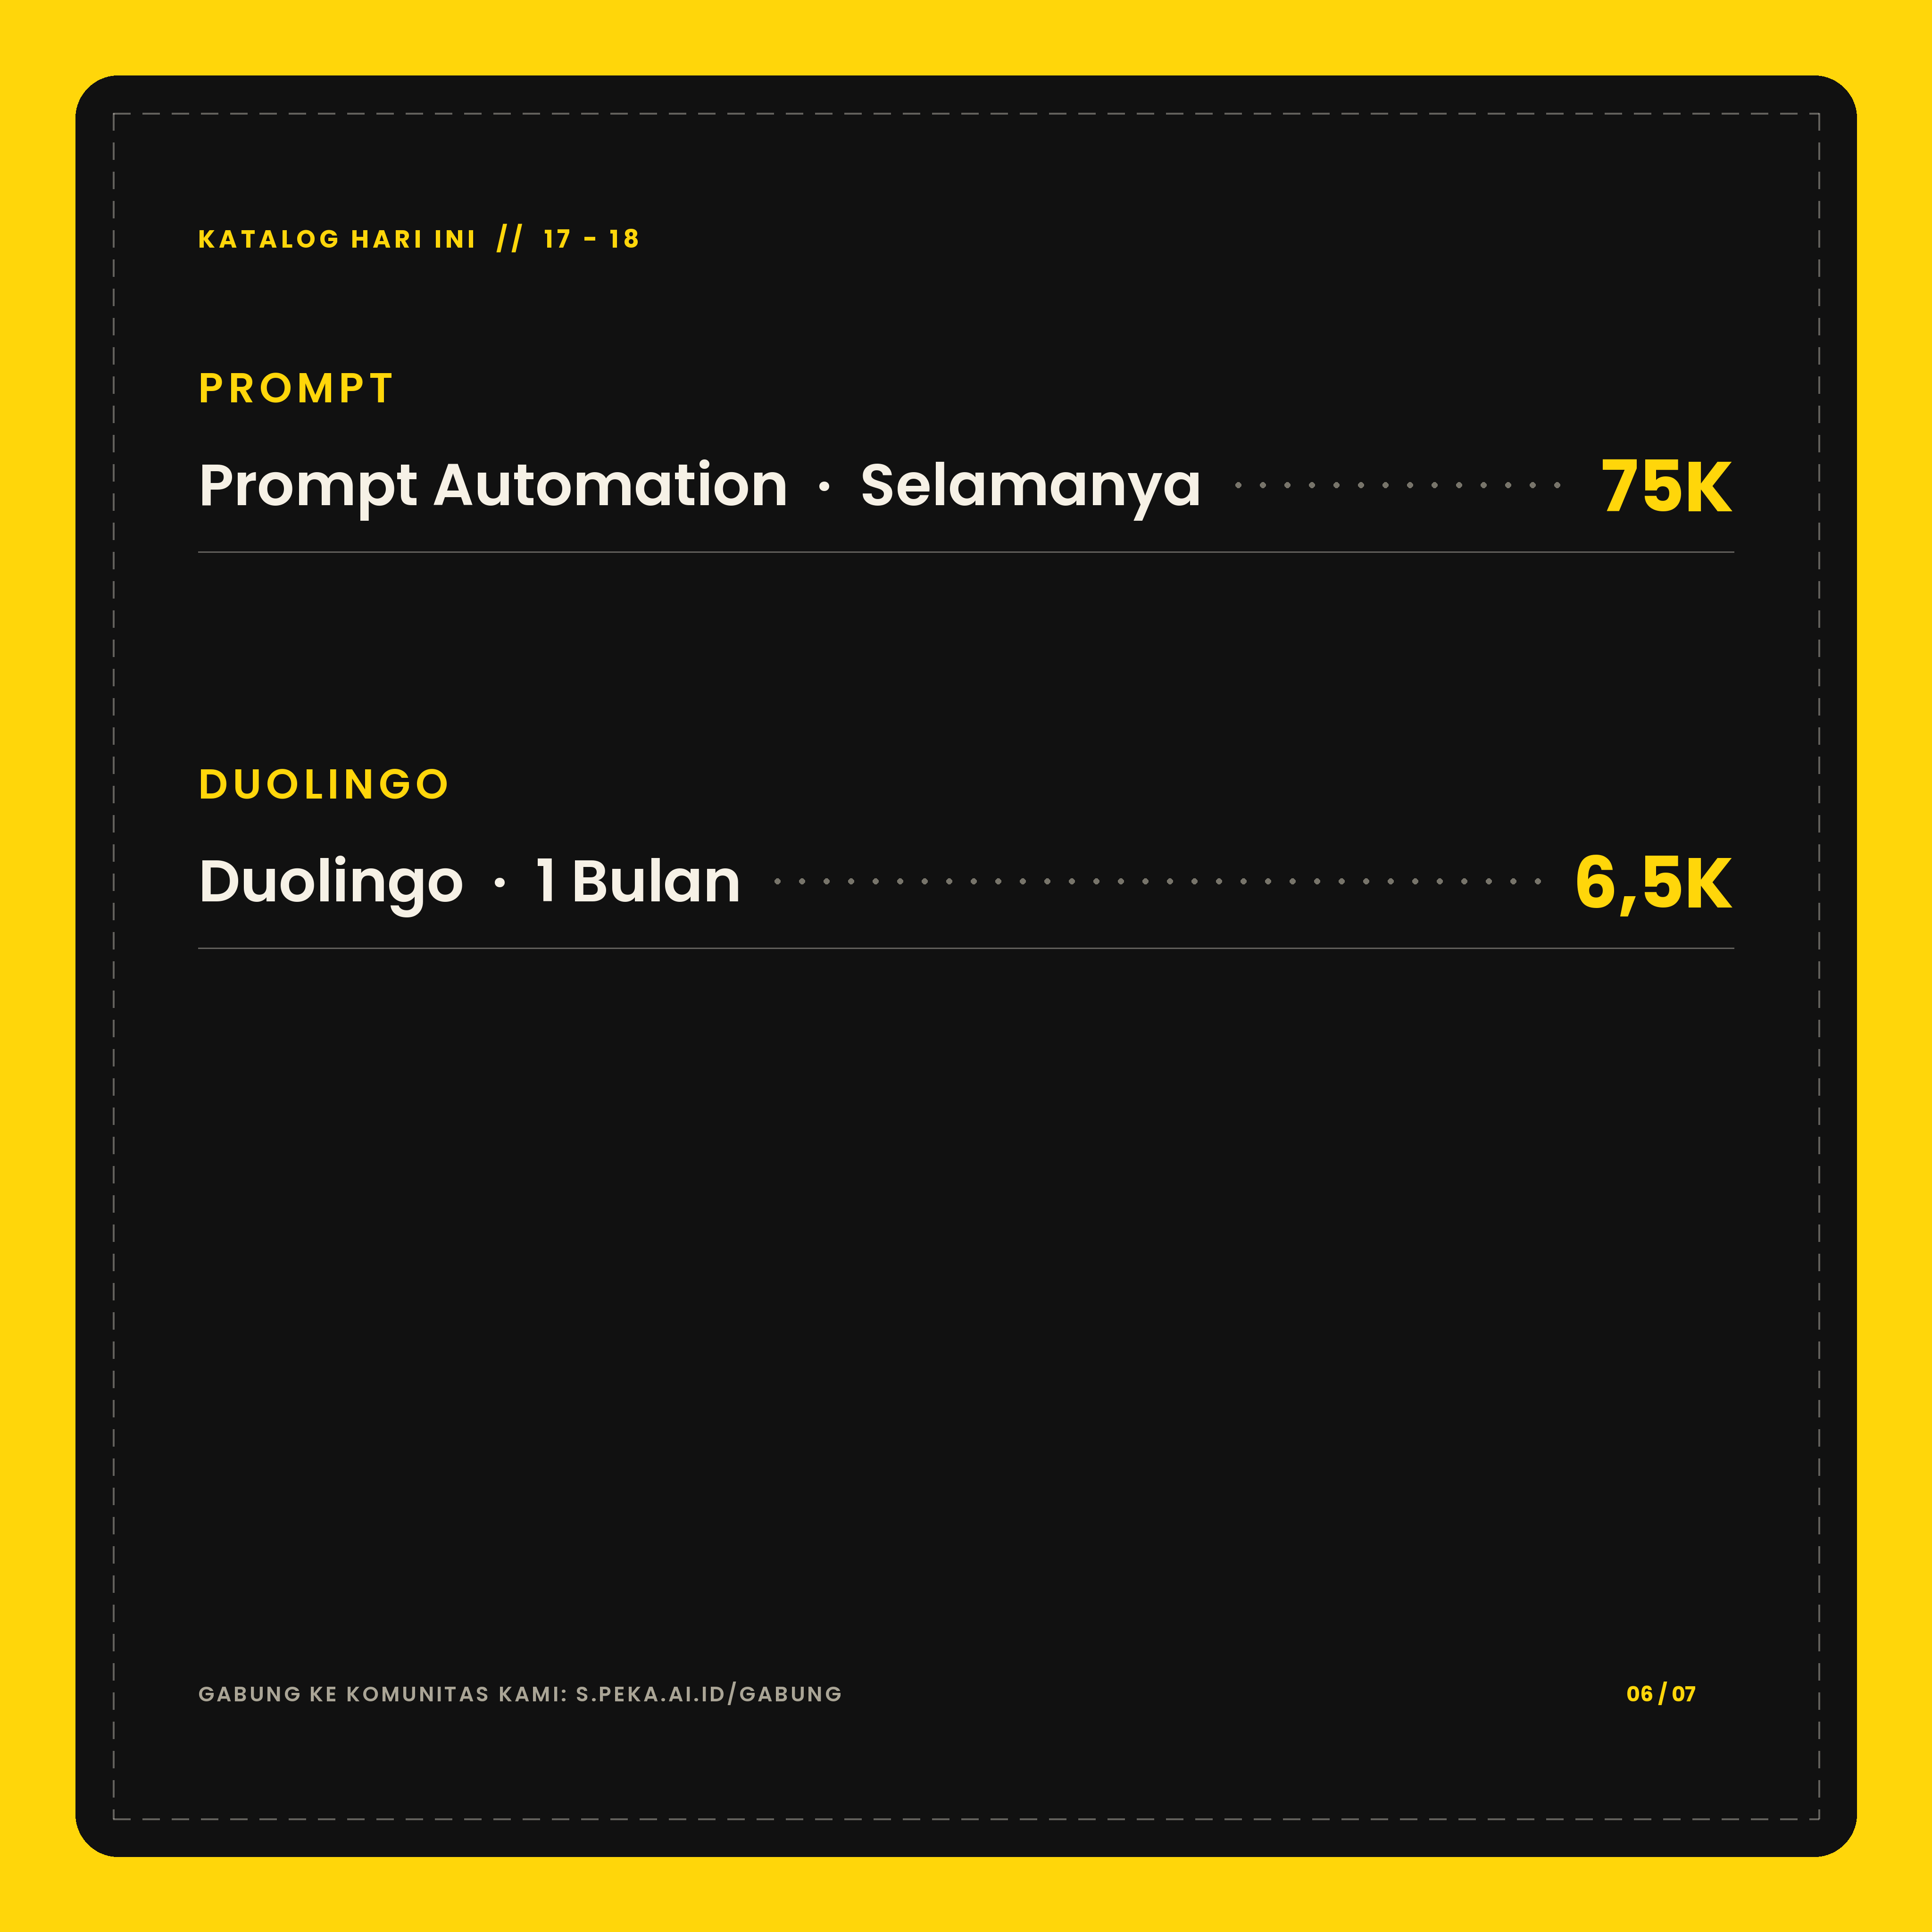 KATALOG HARI INI // 17 - 18
PROMPT
Prompt Automation · Selamanya 75K
DUOLINGO
Duolingo · 1 Bulan 6,5K
GABUNG KE KOMUNITAS KAMI: S.PEKA.AI.ID/GABUNG 06 / 07